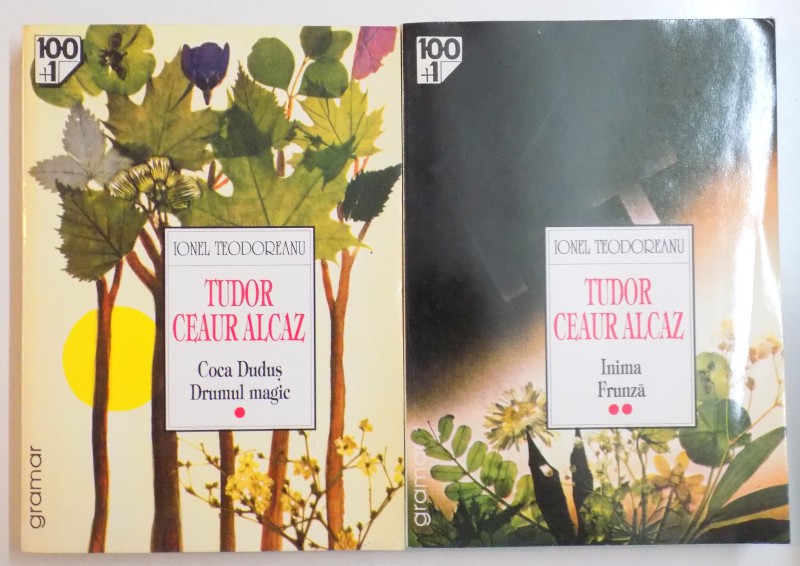 100
+1
IONEL TEODOREANU
TUDOR
CEAUR ALCAZ
Coca Duduș
Drumul magic
gramar
100
+1
IONEL TEODOREANU
TUDOR
CEAUR ALCAZ
Inima
Frunză
gramar